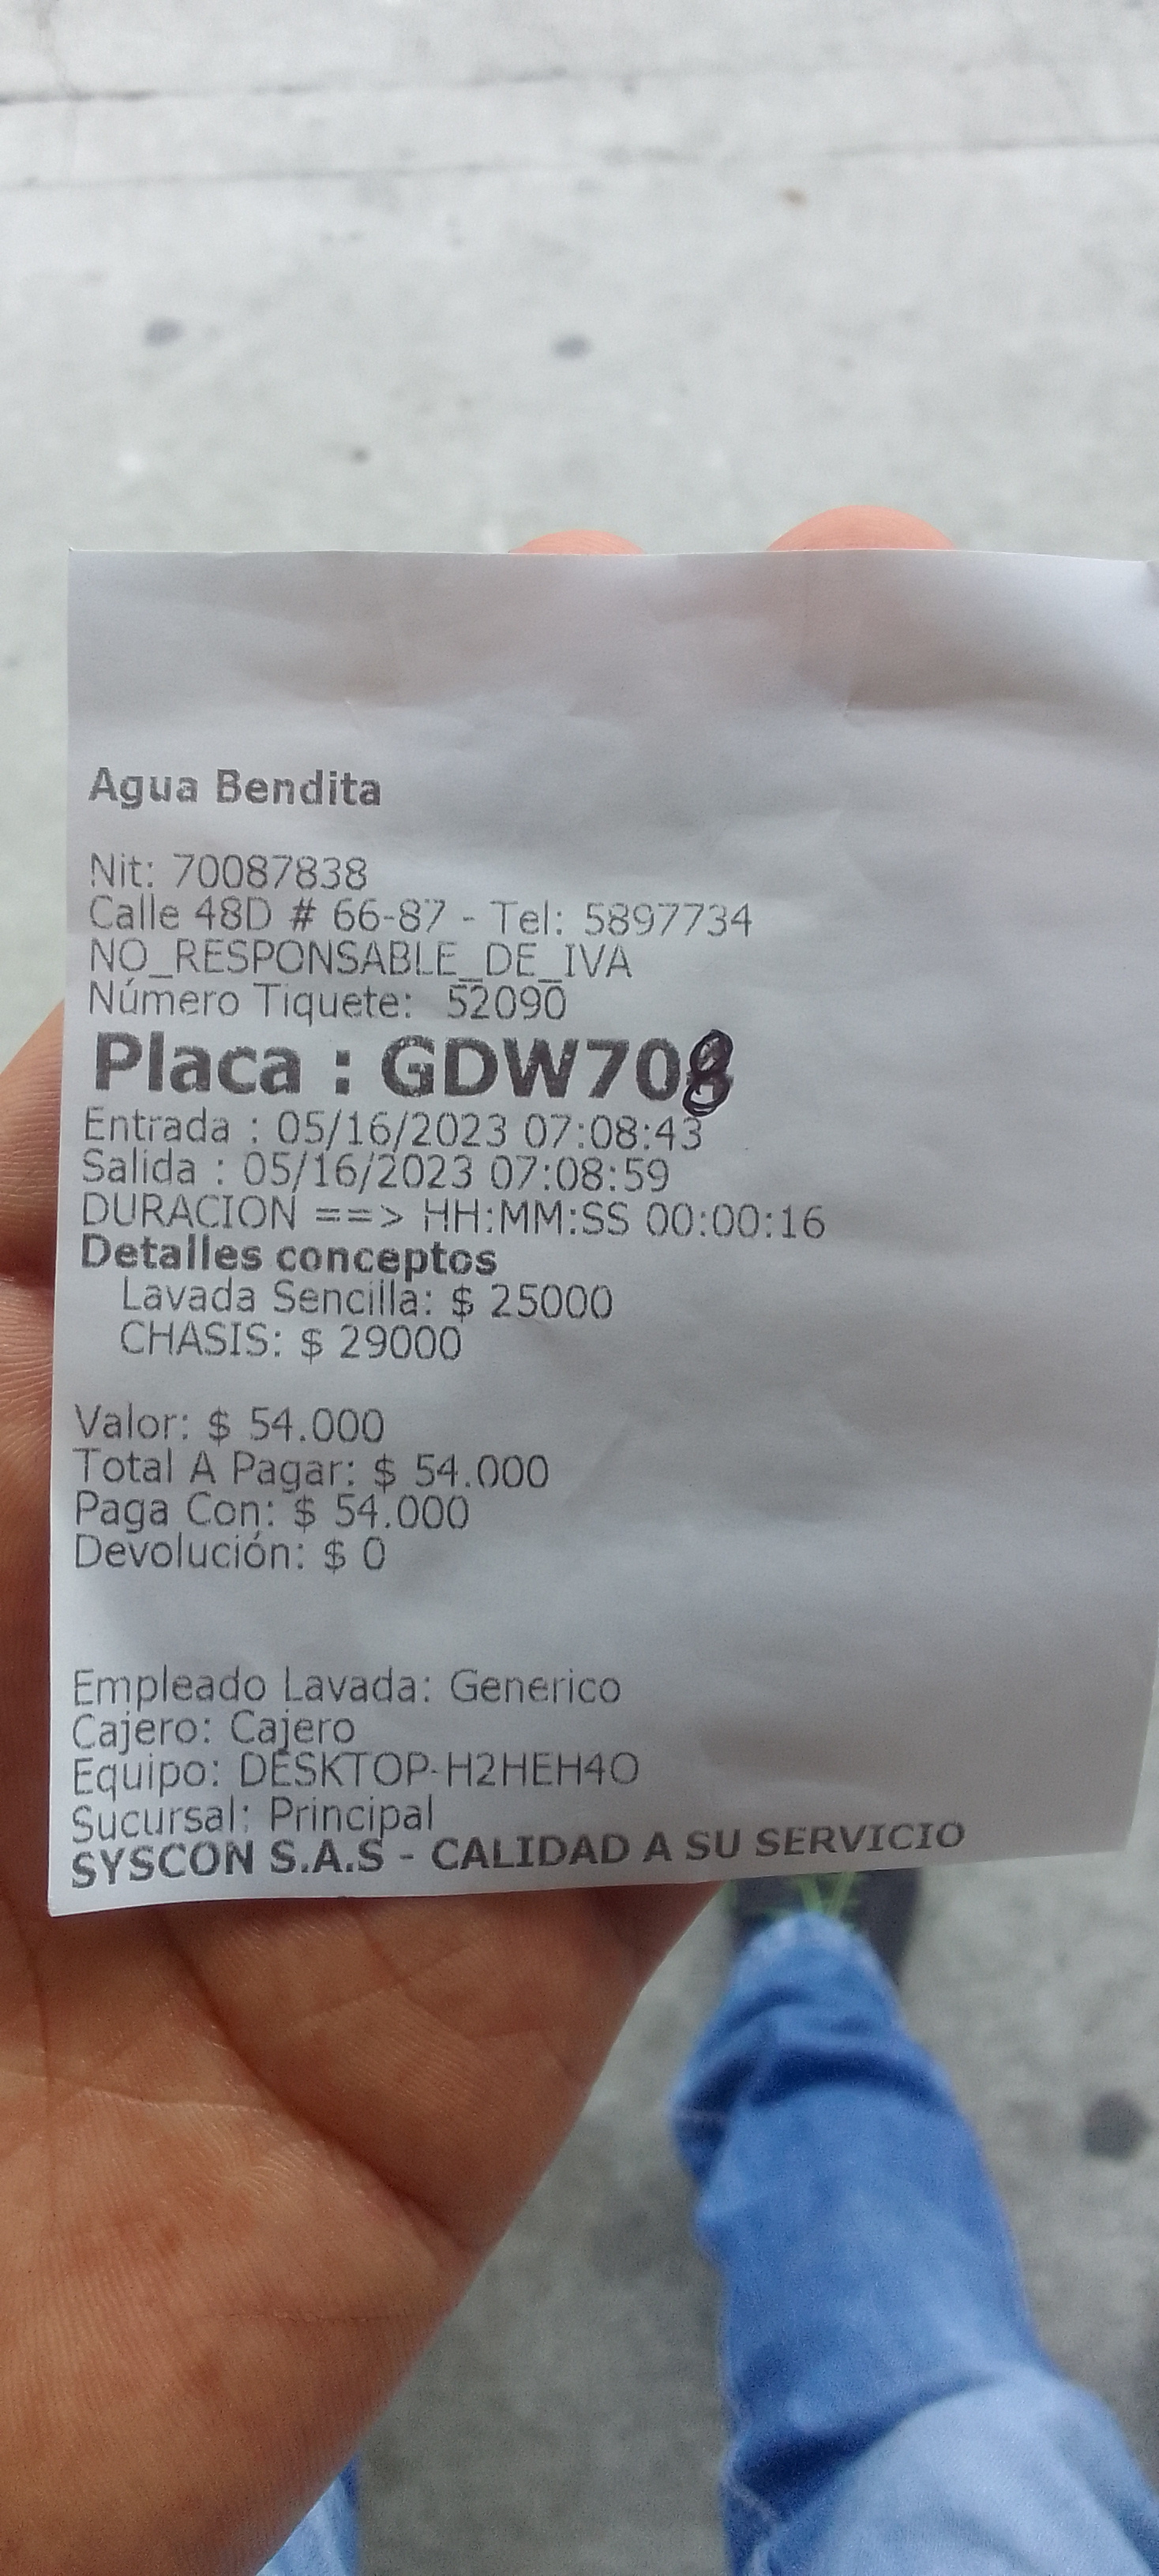 Agua Bendita
Nit: 70087838
Calle 48D # 66-87 - Tel: 5897734
NO_RESPONSABLE_DE_IVA
Número Tiquete: 52090
Placa : GDW708
Entrada : 05/16/2023 07:08:43
Salida : 05/16/2023 07:08:59
DURACION ==> HH:MM:SS 00:00:16
Detalles conceptos
Lavada Sencilla: $ 25000
CHASIS: $ 29000
Valor: $ 54.000
Total A Pagar: $ 54.000
Paga Con: $ 54.000
Devolución: $ 0
Empleado Lavada: Generico
Cajero: Cajero
Equipo: DESKTOP-H2HEH4O
Sucursal: Principal
SYSCON S.A.S - CALIDAD A SU SERVICIO